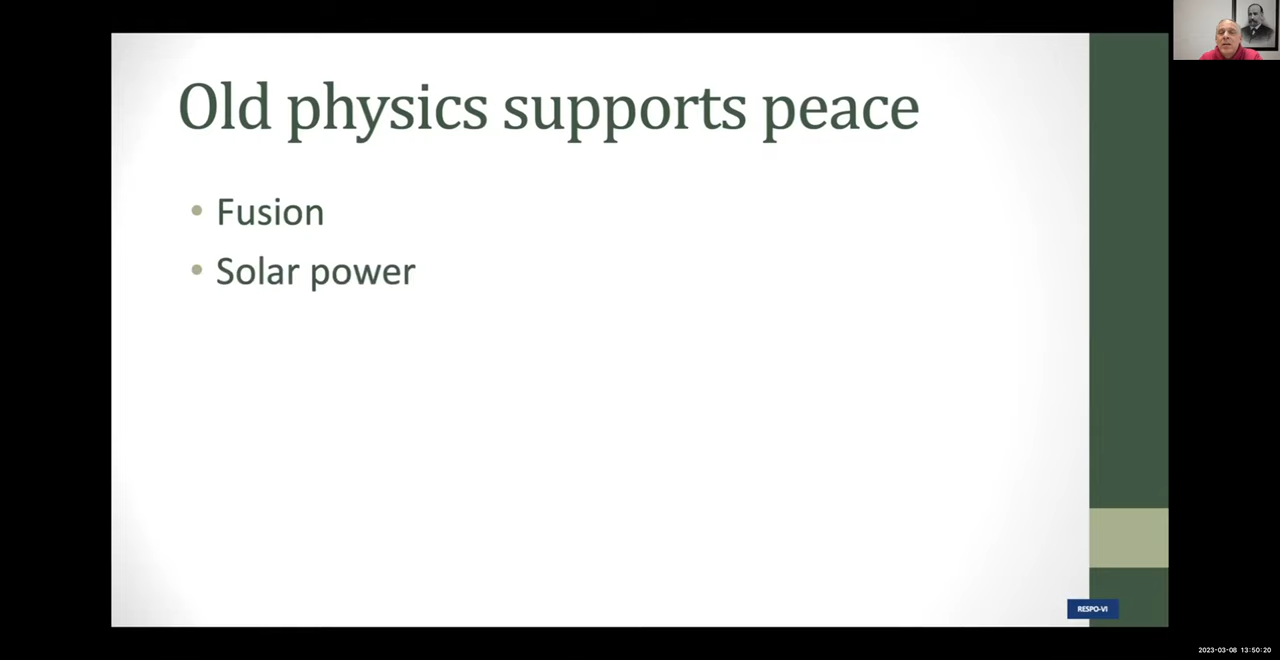 Old physics supports peace
• Fusion
• Solar power
RESPO-VI
2023-03-08 13:50:20